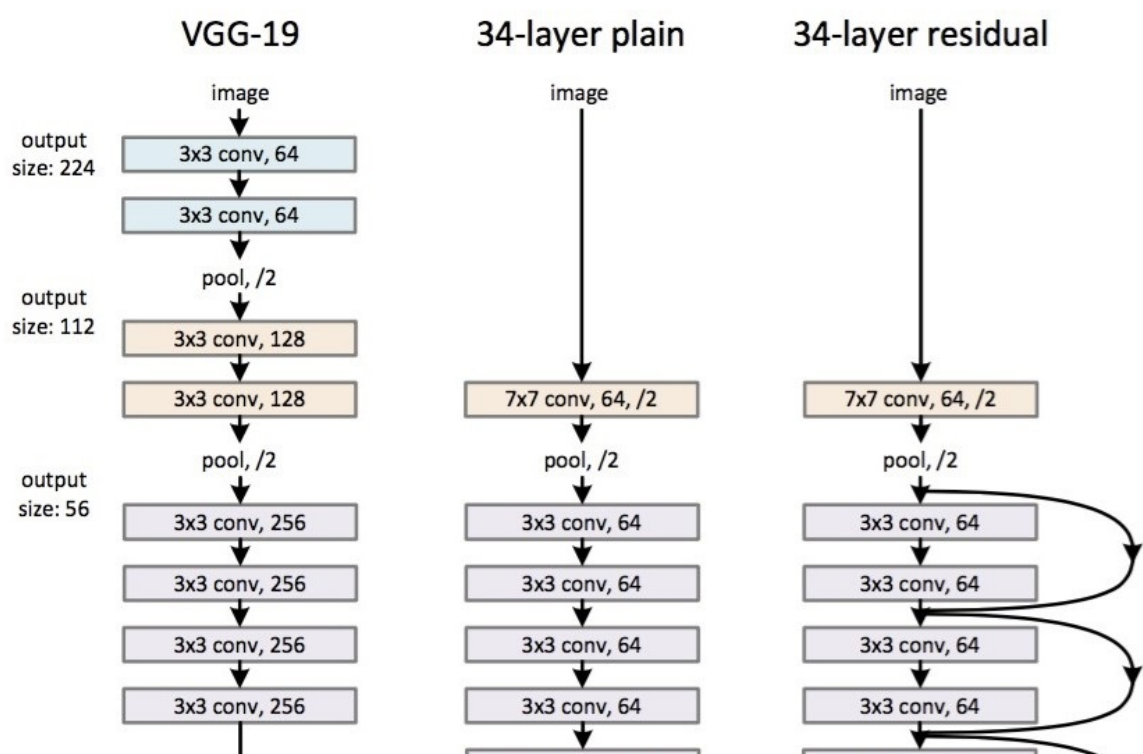 VGG-19
34-layer plain
34-layer residual
image
image
image
output
size: 224
3x3 conv, 64
3x3 conv, 64
pool, /2
output
size: 112
3x3 conv, 128
3x3 conv, 128
7x7 conv, 64, /2
7x7 conv, 64, /2
pool, /2
pool, /2
pool, /2
output
size: 56
3x3 conv, 256
3x3 conv, 64
3x3 conv, 64
3x3 conv, 256
3x3 conv, 64
3x3 conv, 64
3x3 conv, 256
3x3 conv, 64
3x3 conv, 64
3x3 conv, 256
3x3 conv, 64
3x3 conv, 64